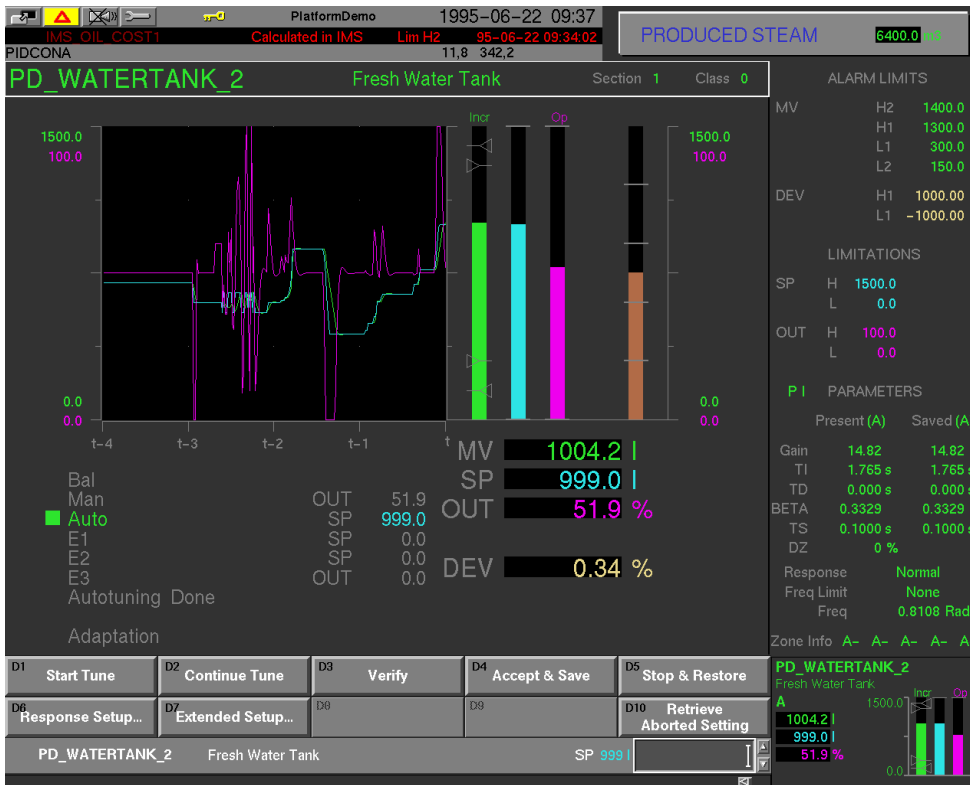 PlatformDemo 1995-06-22 09:37
IMS OIL_COST1 Calculated in IMS Lim H2 95-06-22 09:34:02
PRODUCED STEAM 6400.0 m3
PIDCONA 11,8 342,2
PD_WATERTANK_2 Fresh Water Tank Section 1 Class 0
Incr Op
1500.0 1500.0
100.0 100.0
0.0 0.0
0.0 0.0
t-4 t-3 t-2 t-1 t
MV 1004.2 l
SP 999.0 l
OUT 51.9 %
DEV 0.34 %
Bal
Man OUT 51.9
Auto SP 999.0
E1 SP 0.0
E2 SP 0.0
E3 OUT 0.0
Autotuning Done
Adaptation
ALARM LIMITS
MV H2 1400.0
H1 1300.0
L1 300.0
L2 150.0
DEV H1 1000.00
L1 -1000.00
LIMITATIONS
SP H 1500.0
L 0.0
OUT H 100.0
L 0.0
P I PARAMETERS
Present (A) Saved (A
Gain 14.82 14.82
TI 1.765 s 1.765 s
TD 0.000 s 0.000 s
BETA 0.3329 0.3329
TS 0.1000 s 0.1000 s
DZ 0 %
Response Normal
Freq Limit None
Freq 0.8108 Rad
Zone Info A- A- A- A- A
D1 Start Tune
D2 Continue Tune
D3 Verify
D4 Accept & Save
D5 Stop & Restore
D6 Response Setup...
D7 Extended Setup...
D8
D9
D10 Retrieve
Aborted Setting
PD_WATERTANK_2 Fresh Water Tank SP 999 l
PD_WATERTANK_2
Fresh Water Tank
Incr Op
A 1500.0
1004.2 l
999.0 l
51.9 %
0.0